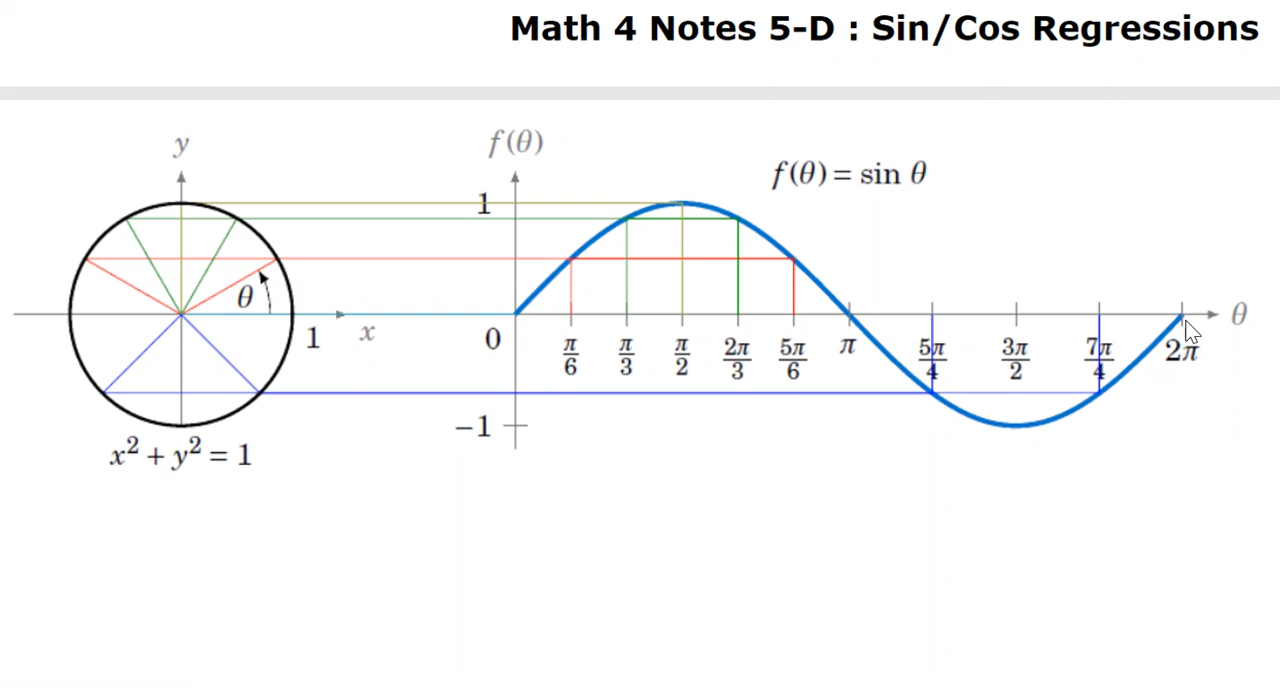 Math 4 Notes 5-D : Sin/Cos Regressions
y
f(θ)
f(θ) = sin θ
1
θ
θ
1
x
0
π/6
π/3
π/2
2π/3
5π/6
π
5π/4
3π/2
7π/4
2π
−1
x² + y² = 1